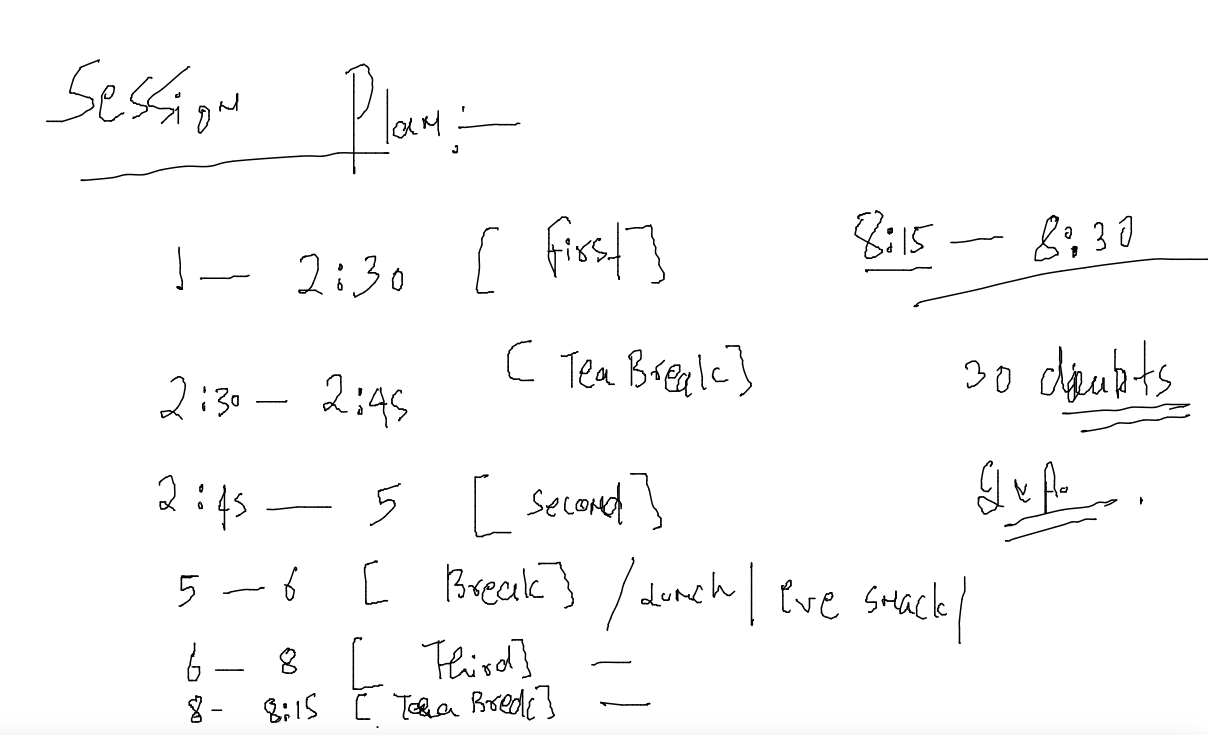 Session Plan :-
1 — 2:30 [ first ]
2:30 — 2:45 [ Tea Break ]
2:45 — 5 [ second ]
5 — 6 [ Break ] / Lunch | Eve snack /
6 — 8 [ Third ] —
8 - 8:15 [ Tea Break ] —
8:15 — 8:30
30 doubts